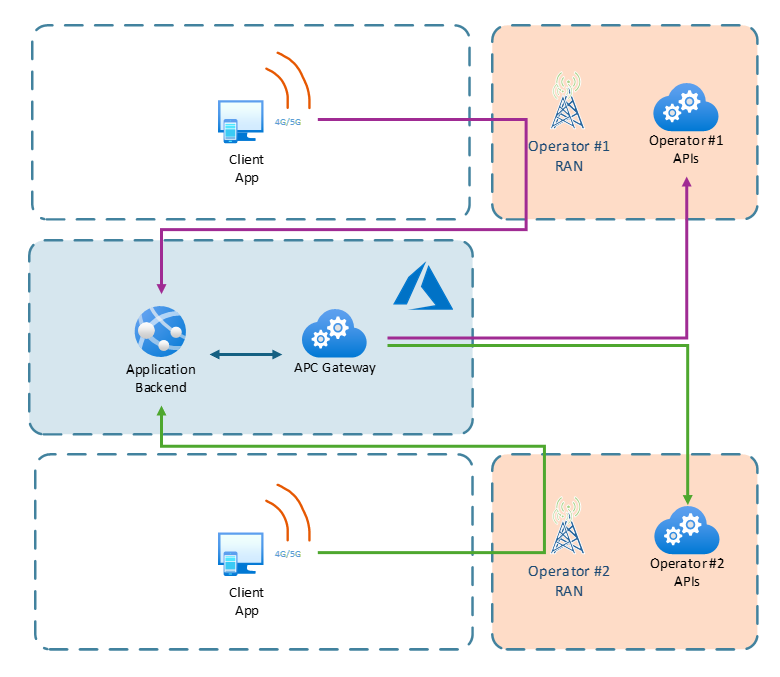 4G/5G
Client
App
Operator #1
RAN
Operator #1
APIs
Application
Backend
APC Gateway
4G/5G
Client
App
Operator #2
RAN
Operator #2
APIs